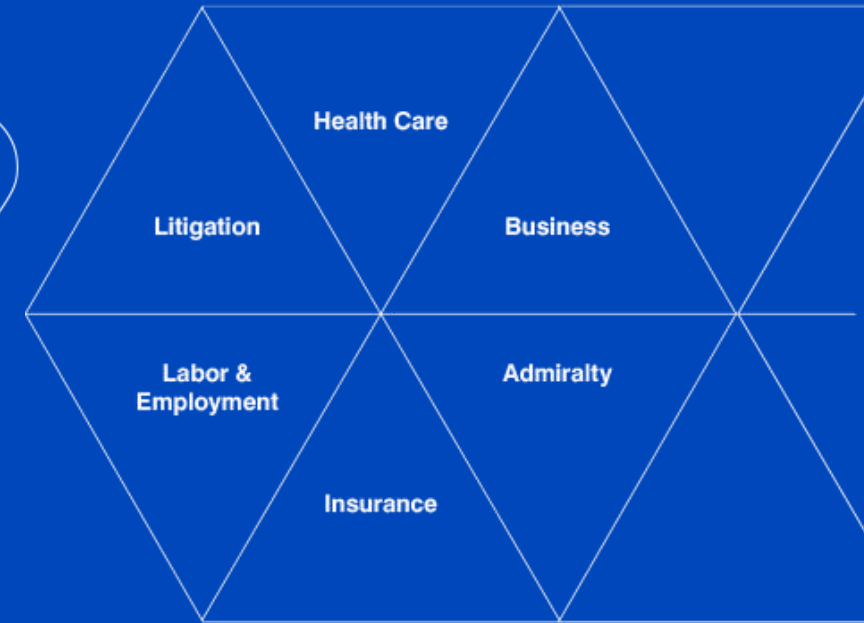 Health Care
Litigation
Business
Labor &
Employment
Admiralty
Insurance